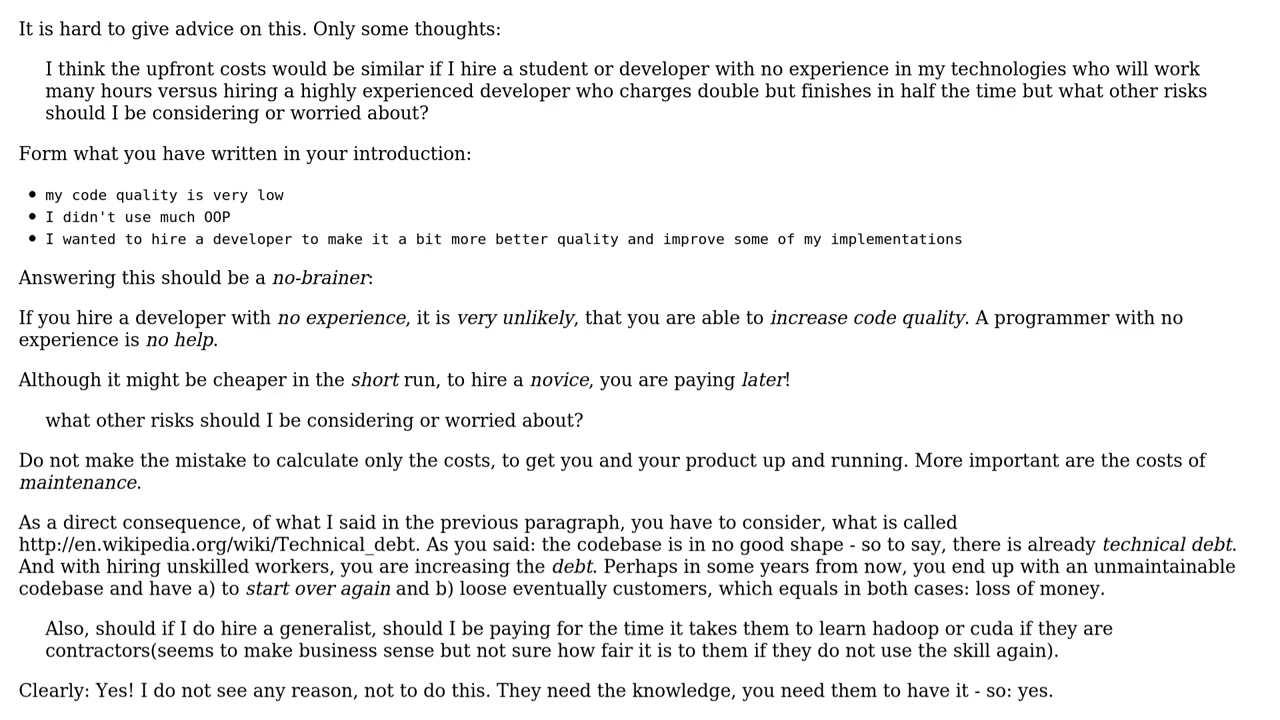 It is hard to give advice on this. Only some thoughts:
I think the upfront costs would be similar if I hire a student or developer with no experience in my technologies who will work
many hours versus hiring a highly experienced developer who charges double but finishes in half the time but what other risks
should I be considering or worried about?
Form what you have written in your introduction:
• my code quality is very low
• I didn't use much OOP
• I wanted to hire a developer to make it a bit more better quality and improve some of my implementations
Answering this should be a no-brainer:
If you hire a developer with no experience, it is very unlikely, that you are able to increase code quality. A programmer with no
experience is no help.
Although it might be cheaper in the short run, to hire a novice, you are paying later!
what other risks should I be considering or worried about?
Do not make the mistake to calculate only the costs, to get you and your product up and running. More important are the costs of
maintenance.
As a direct consequence, of what I said in the previous paragraph, you have to consider, what is called
http://en.wikipedia.org/wiki/Technical_debt. As you said: the codebase is in no good shape - so to say, there is already technical debt.
And with hiring unskilled workers, you are increasing the debt. Perhaps in some years from now, you end up with an unmaintainable
codebase and have a) to start over again and b) loose eventually customers, which equals in both cases: loss of money.
Also, should if I do hire a generalist, should I be paying for the time it takes them to learn hadoop or cuda if they are
contractors(seems to make business sense but not sure how fair it is to them if they do not use the skill again).
Clearly: Yes! I do not see any reason, not to do this. They need the knowledge, you need them to have it - so: yes.